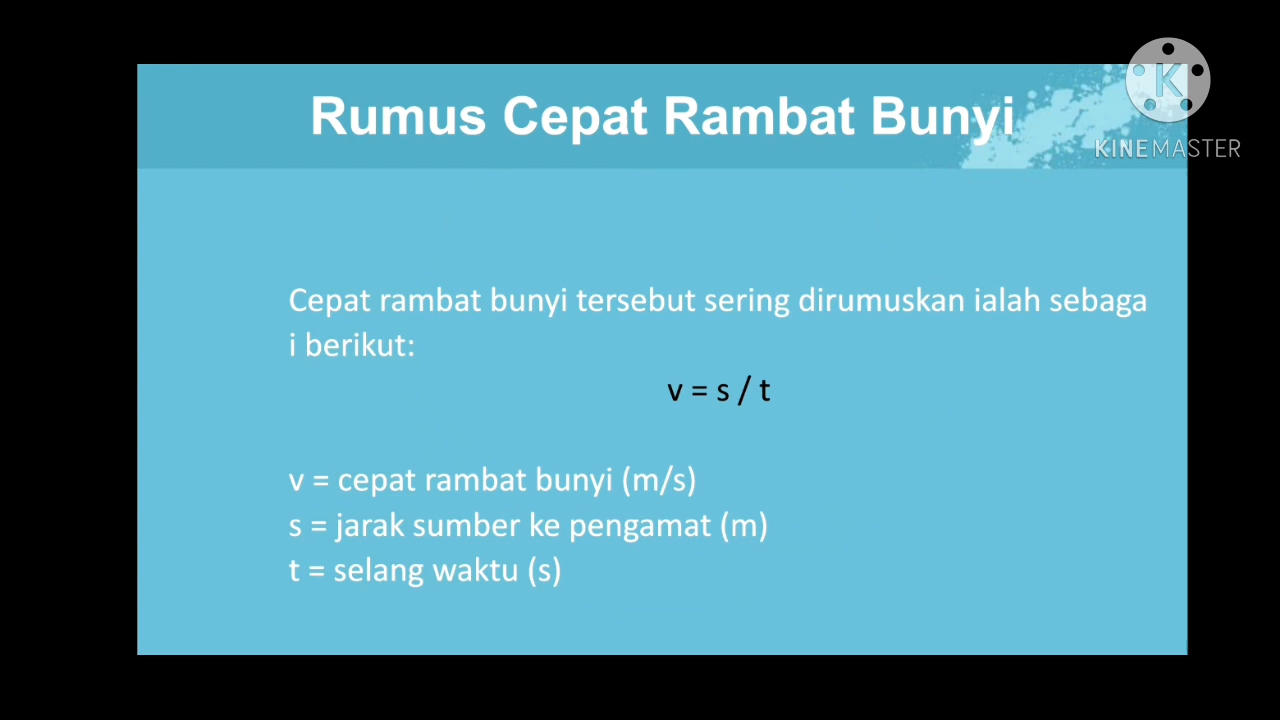 Rumus Cepat Rambat Bunyi
K
KINEMASTER
Cepat rambat bunyi tersebut sering dirumuskan ialah sebaga
i berikut:
v = s / t
v = cepat rambat bunyi (m/s)
s = jarak sumber ke pengamat (m)
t = selang waktu (s)